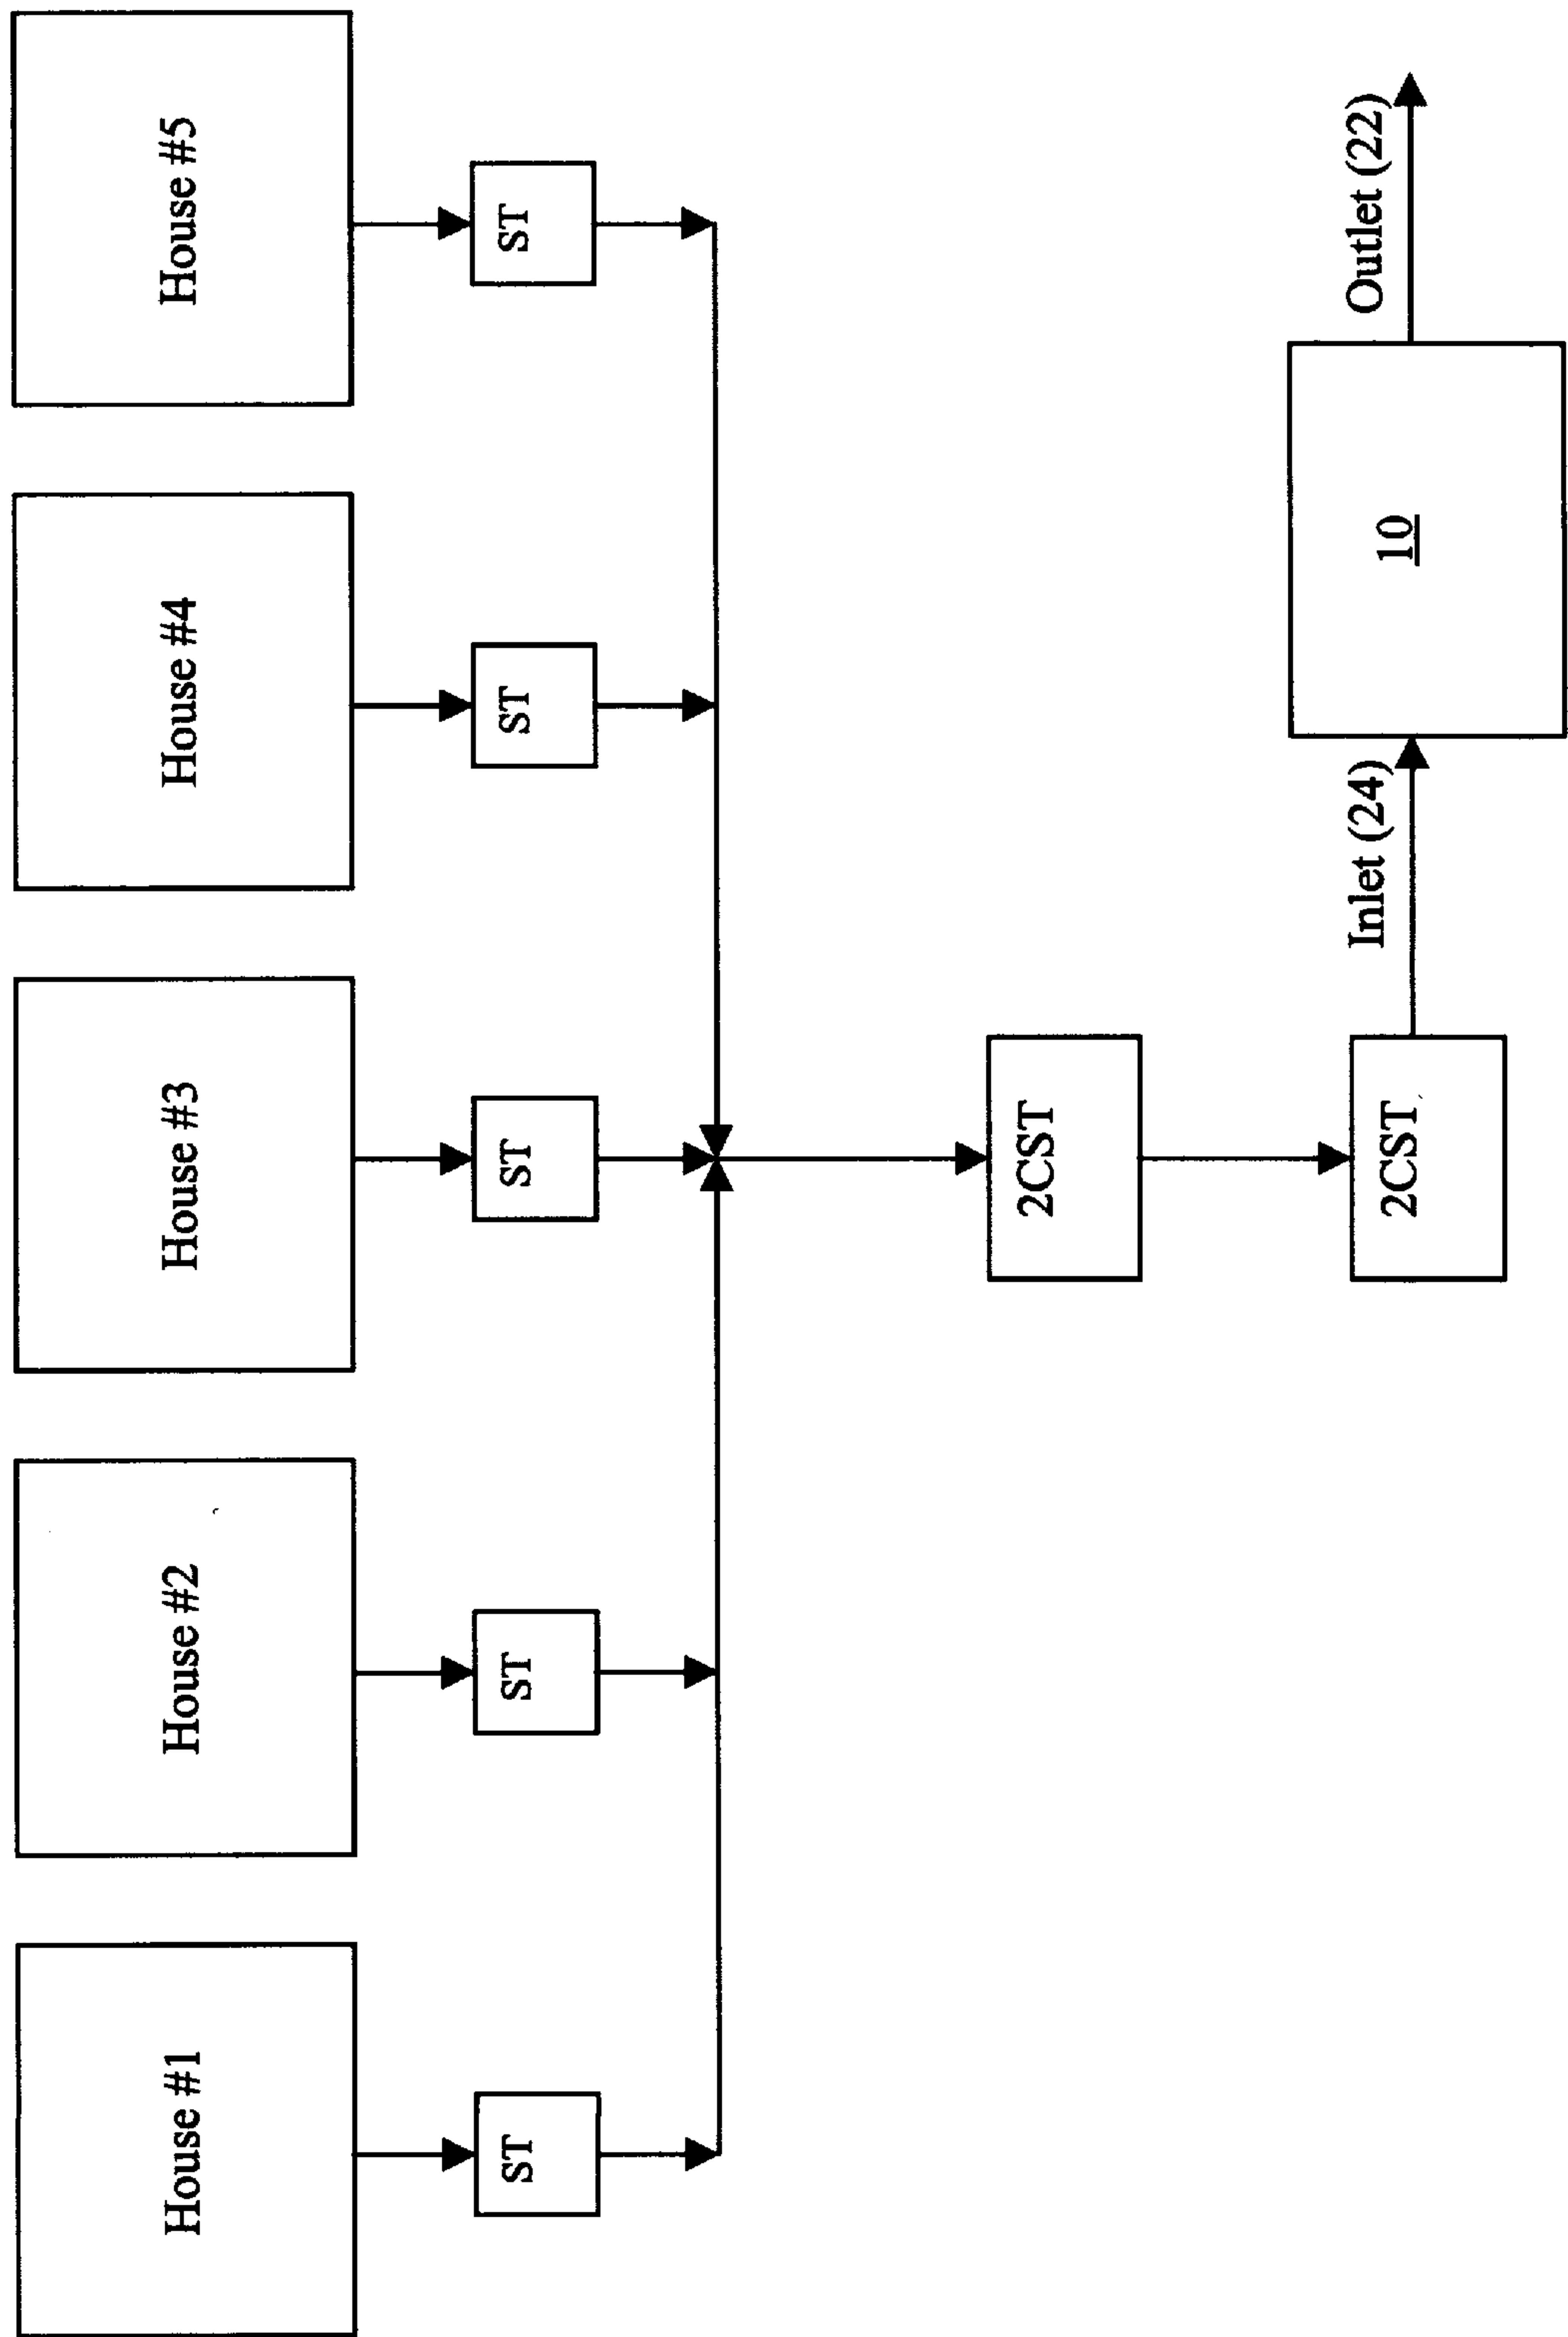 House #1
House #2
House #3
House #4
House #5
ST
ST
ST
ST
ST
2CST
2CST
Inlet (24)
10
Outlet (22)